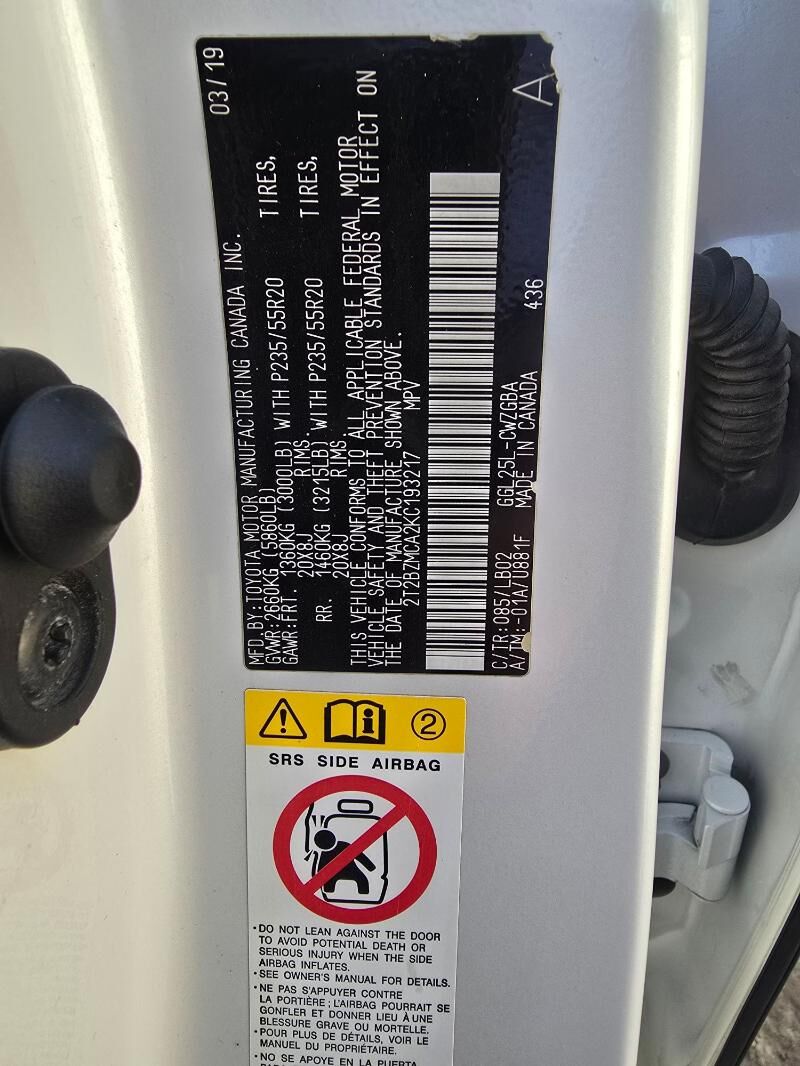 03/19
MFD.BY:TOYOTA MOTOR MANUFACTURING CANADA INC.
GVWR:2660KG (5860LB)
GAWR:FRT. 1360KG (3000LB) WITH P235/55R20 TIRES,
20X8J RIMS.
RR. 1460KG (3215LB) WITH P235/55R20 TIRES,
20X8J RIMS.
THIS VEHICLE CONFORMS TO ALL APPLICABLE FEDERAL MOTOR
VEHICLE SAFETY AND THEFT PREVENTION STANDARDS IN EFFECT ON
THE DATE OF MANUFACTURE SHOWN ABOVE.
2T2BZMCA2KC193217 MPV
A
C/TR:085/LB02 GGL25L-CWZGBA 436
A/TM:-01A/U881F MADE IN CANADA
2
SRS SIDE AIRBAG
•DO NOT LEAN AGAINST THE DOOR
TO AVOID POTENTIAL DEATH OR
SERIOUS INJURY WHEN THE SIDE
AIRBAG INFLATES.
•SEE OWNER'S MANUAL FOR DETAILS.
•NE PAS S'APPUYER CONTRE
LA PORTIÈRE ; L'AIRBAG POURRAIT SE
GONFLER ET DONNER LIEU À UNE
BLESSURE GRAVE OU MORTELLE.
•POUR PLUS DE DÉTAILS, VOIR LE
MANUEL DU PROPRIÉTAIRE.
•NO SE APOYE EN LA PUERTA